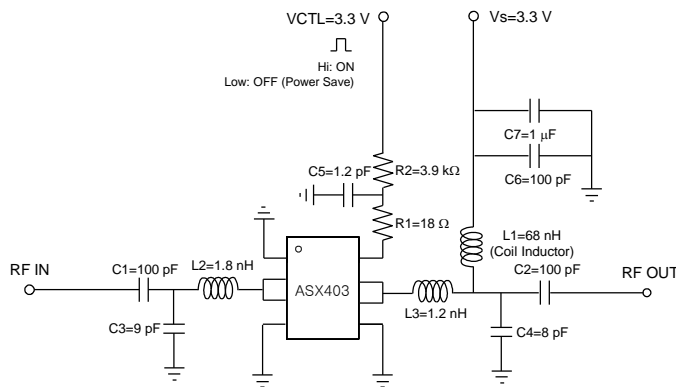 VCTL=3.3 V
Vs=3.3 V
Hi: ON
Low: OFF (Power Save)
C7=1 μF
C5=1.2 pF
R2=3.9 kΩ
C6=100 pF
R1=18 Ω
L1=68 nH
(Coil Inductor)
RF IN
C1=100 pF
L2=1.8 nH
ASX403
C2=100 pF
RF OUT
L3=1.2 nH
C3=9 pF
C4=8 pF